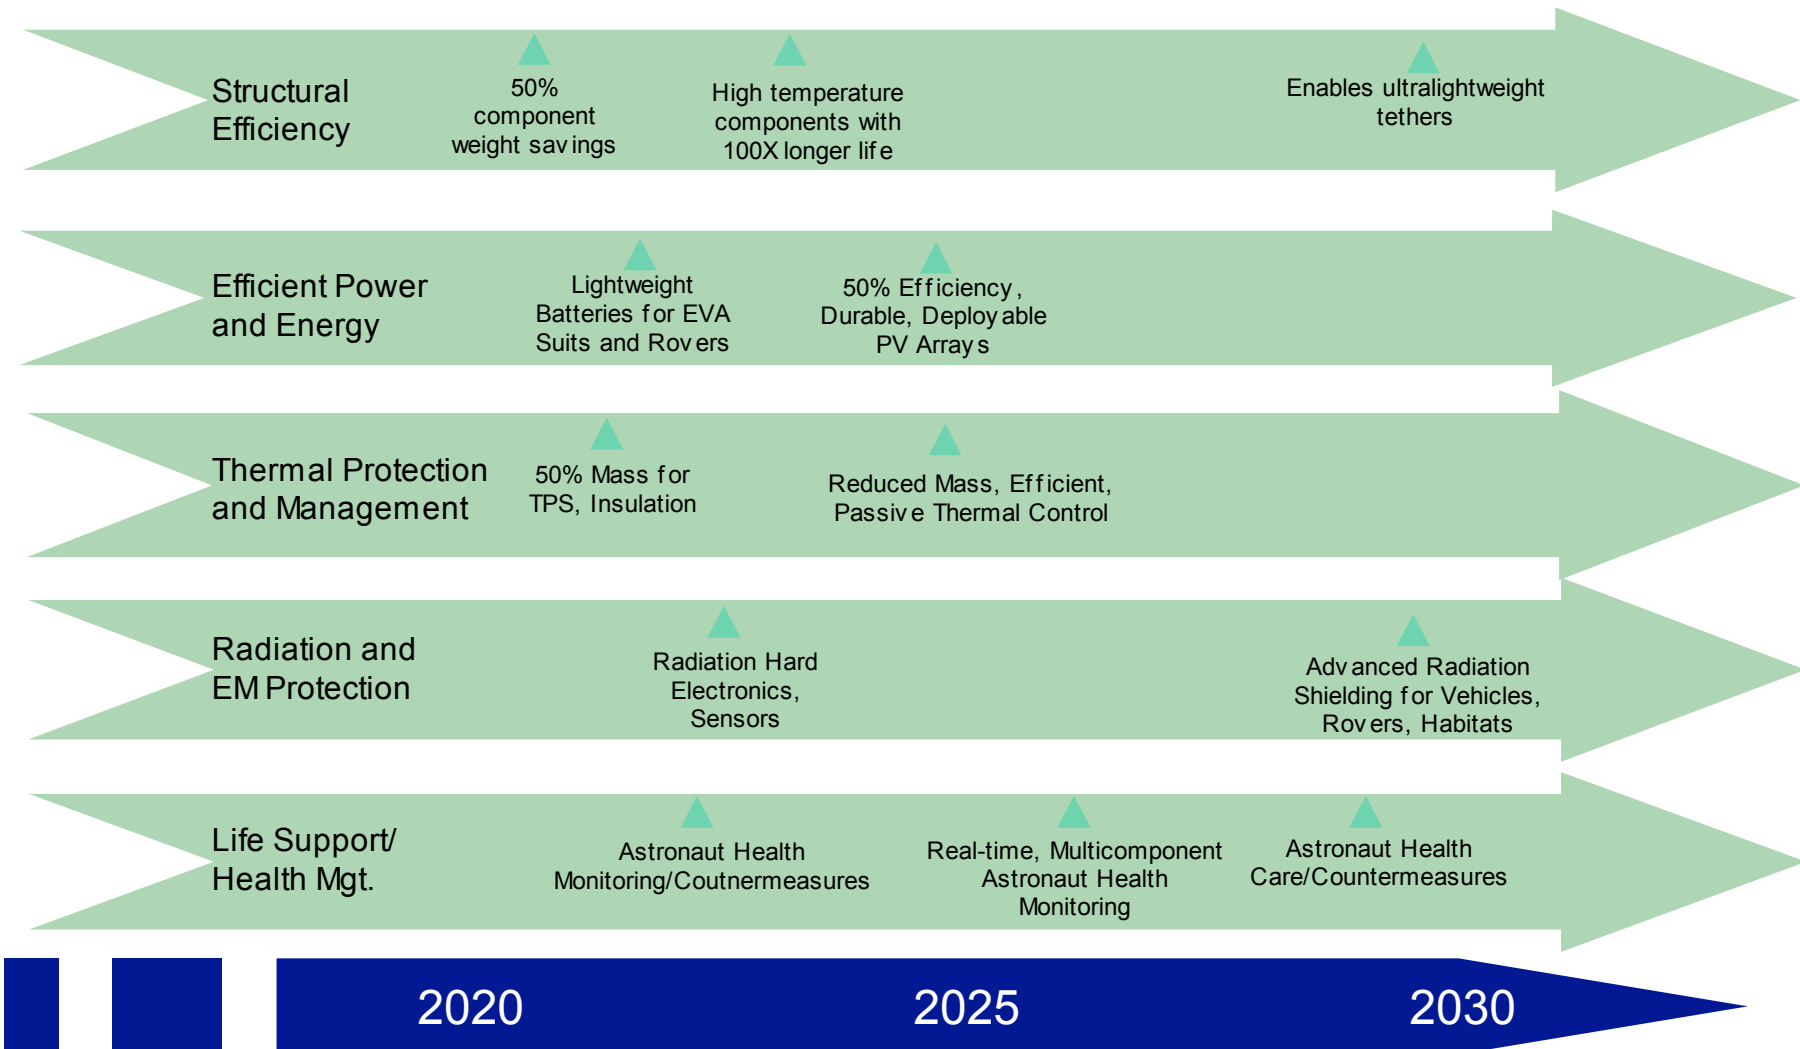 Structural
Efficiency
50%
component
weight savings
High temperature
components with
100X longer life
Enables ultralightweight
tethers
Efficient Power
and Energy
Lightweight
Batteries for EVA
Suits and Rovers
50% Efficiency,
Durable, Deployable
PV Arrays
Thermal Protection
and Management
50% Mass for
TPS, Insulation
Reduced Mass, Efficient,
Passive Thermal Control
Radiation and
EM Protection
Radiation Hard
Electronics,
Sensors
Advanced Radiation
Shielding for Vehicles,
Rovers, Habitats
Life Support/
Health Mgt.
Astronaut Health
Monitoring/Coutnermeasures
Real-time, Multicomponent
Astronaut Health
Monitoring
Astronaut Health
Care/Countermeasures
2020
2025
2030